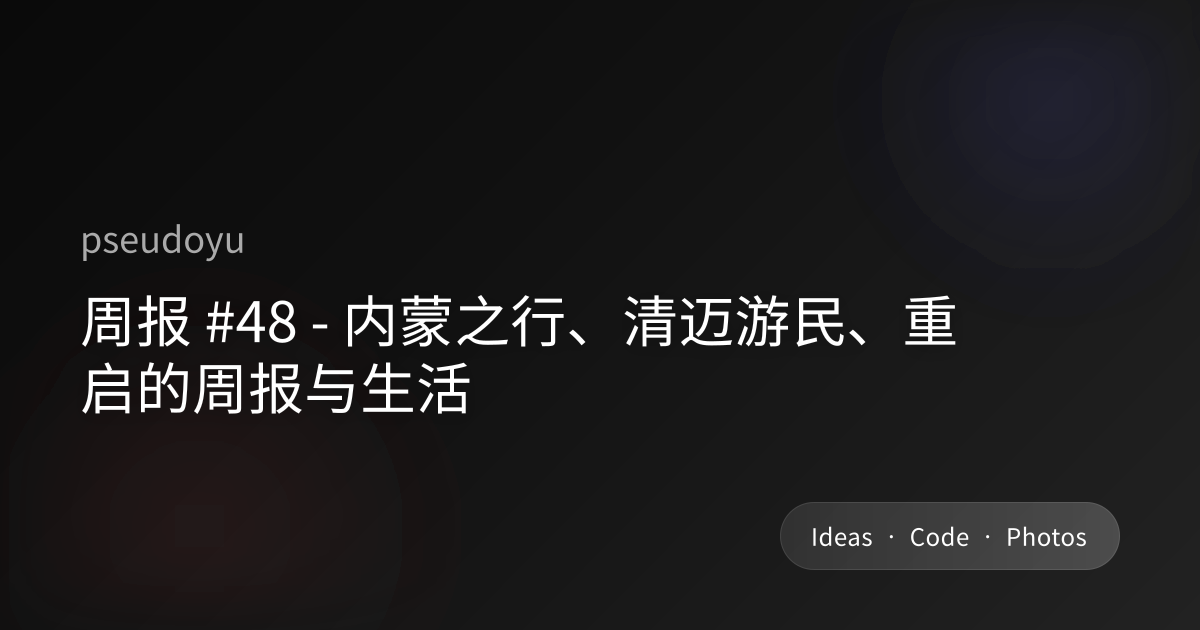 pseudoyu
周报 #48 - 内蒙之行、清迈游民、重
启的周报与生活
Ideas · Code · Photos